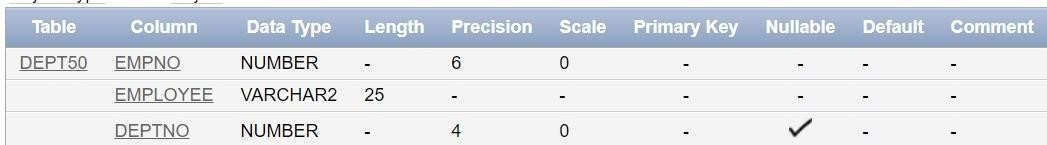 Table Column Data Type Length Precision Scale Primary Key Nullable Default Comment
DEPT50 EMPNO NUMBER - 6 0 - - - -
EMPLOYEE VARCHAR2 25 - - - - - -
DEPTNO NUMBER - 4 0 - ✓ - -